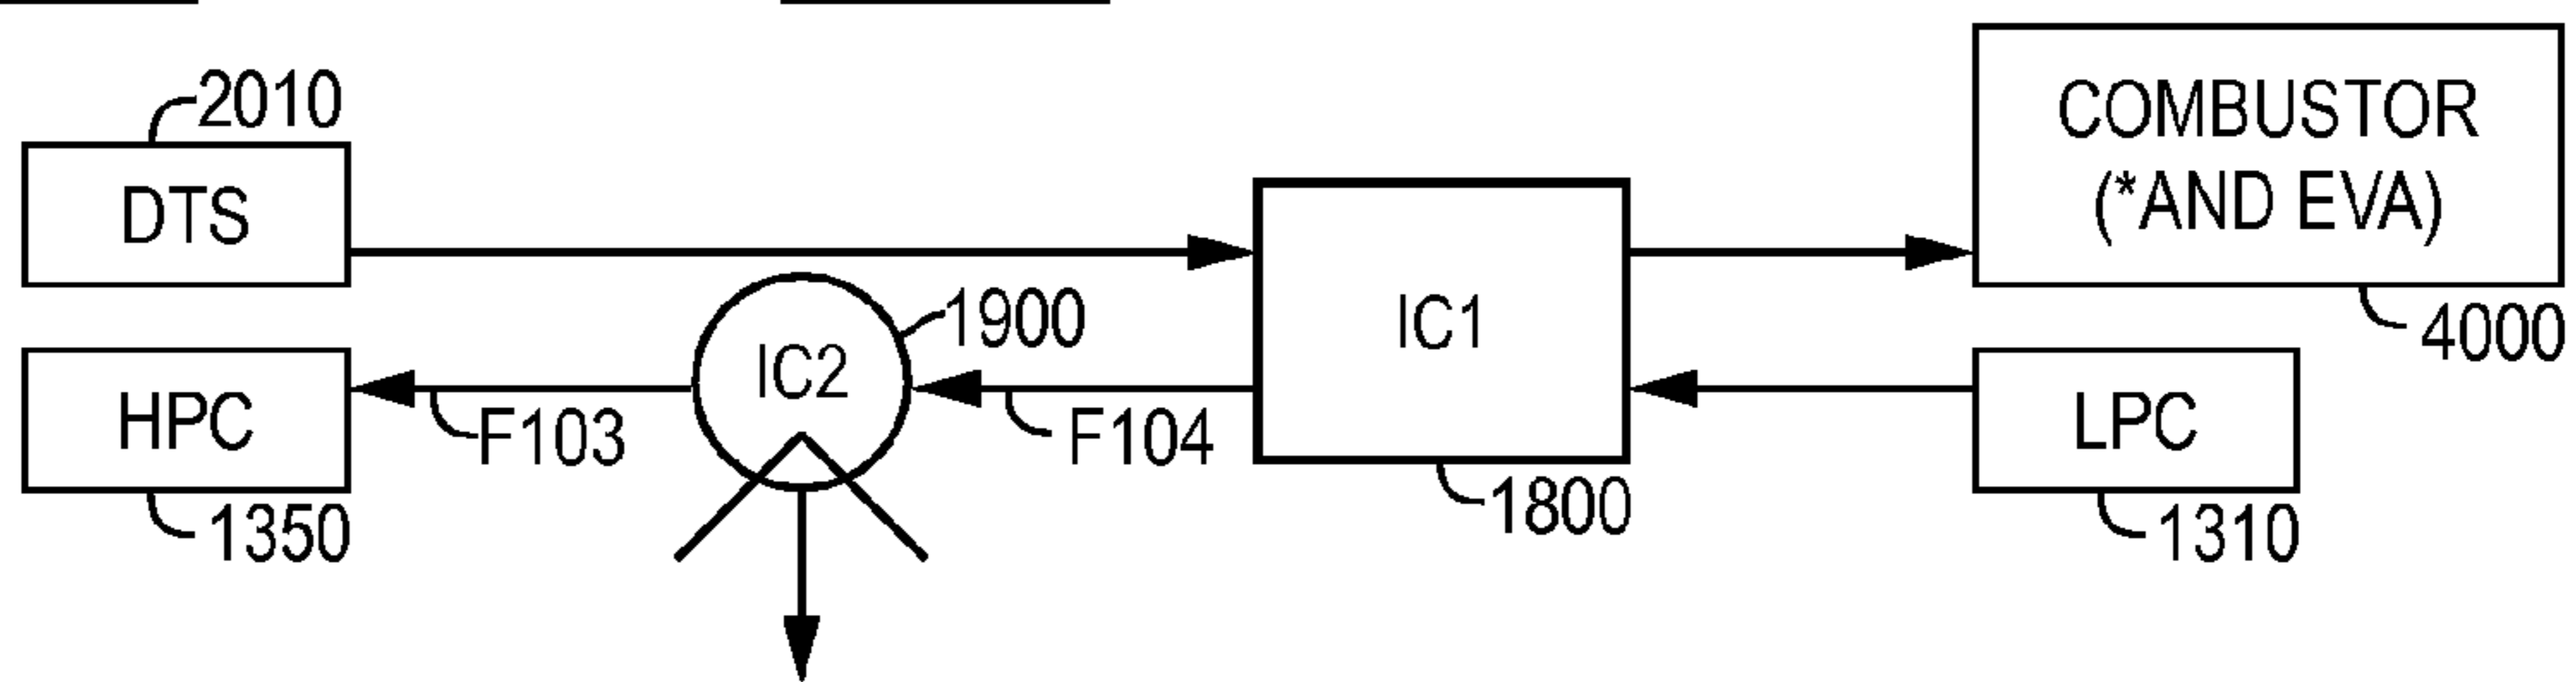 2010
DTS
COMBUSTOR
(*AND EVA)
4000
1900
IC2
IC1
1800
HPC
1350
F103
F104
LPC
1310